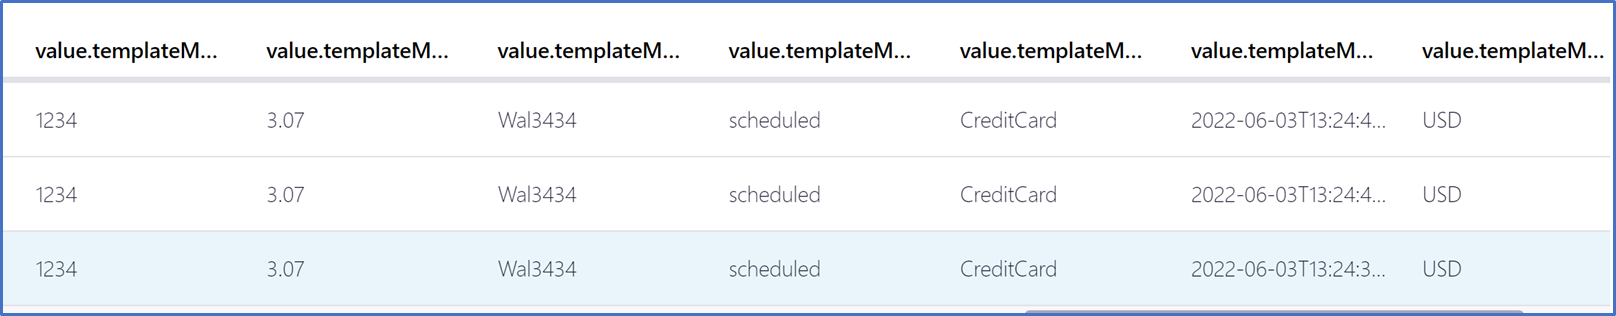 value.templateM... value.templateM... value.templateM... value.templateM... value.templateM... value.templateM... value.templateM...
1234 3.07 Wal3434 scheduled CreditCard 2022-06-03T13:24:4... USD
1234 3.07 Wal3434 scheduled CreditCard 2022-06-03T13:24:4... USD
1234 3.07 Wal3434 scheduled CreditCard 2022-06-03T13:24:3... USD